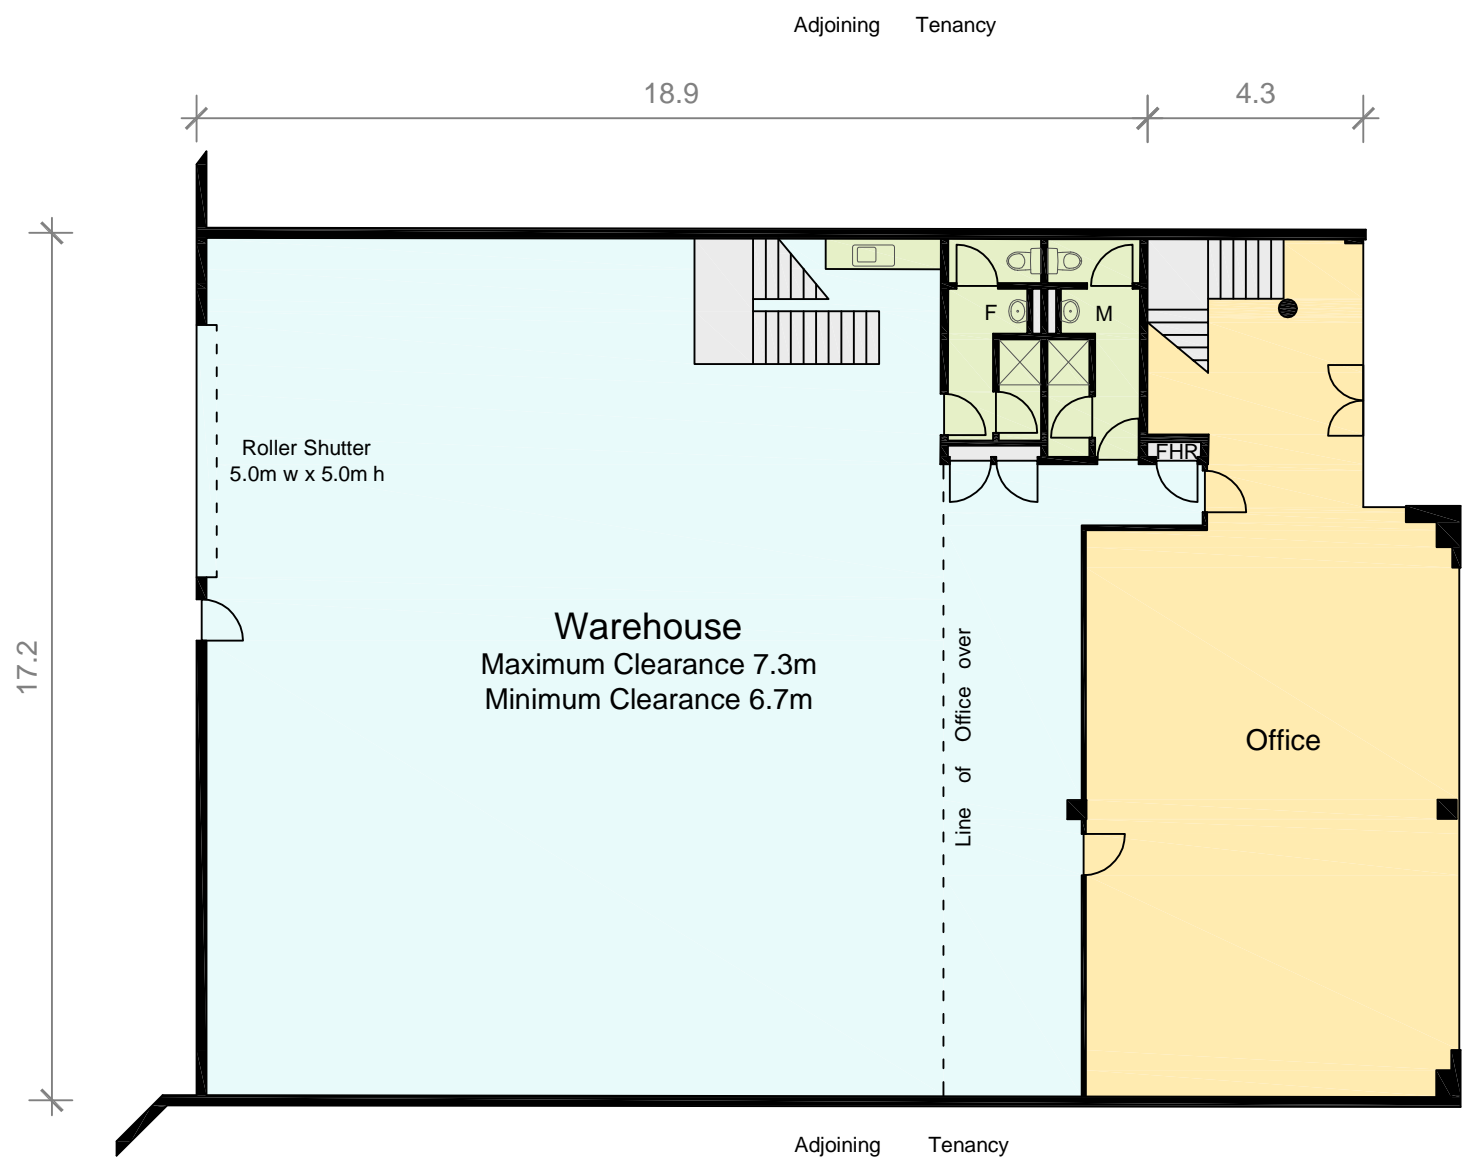 Adjoining Tenancy
18.9
4.3
F
M
Roller Shutter
5.0m w x 5.0m h
FHR
Warehouse
Maximum Clearance 7.3m
Minimum Clearance 6.7m
17.2
Line of Office over
Office
Adjoining Tenancy